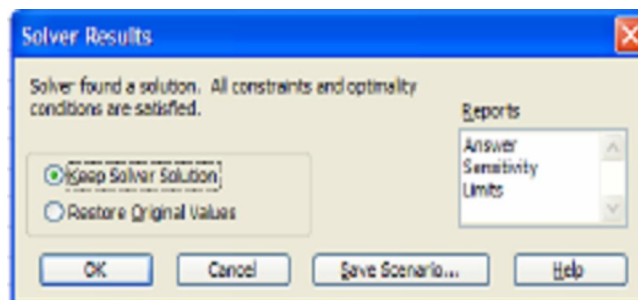 Solver Results
Solver found a solution. All constraints and optimality
conditions are satisfied.
Reports
Answer
Sensitivity
Limits
Keep Solver Solution
Restore Original Values
OK
Cancel
Save Scenario...
Help